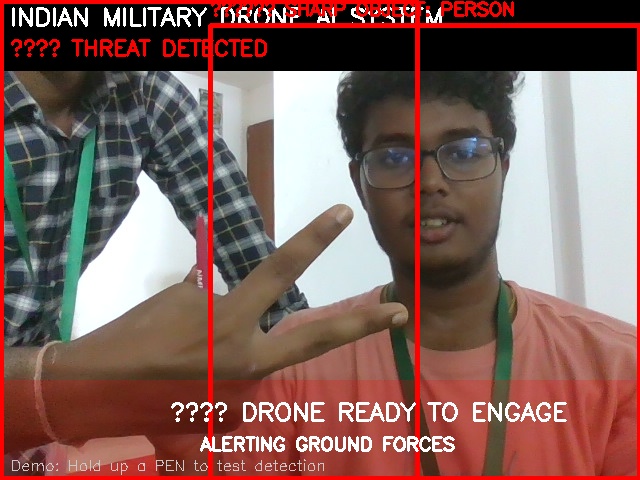 INDIAN MILITARY DRONE AI SYSTEM
SHARP OBJECT: PERSON
???? THREAT DETECTED
???? DRONE READY TO ENGAGE
ALERTING GROUND FORCES
Demo: Hold up a PEN to test detection